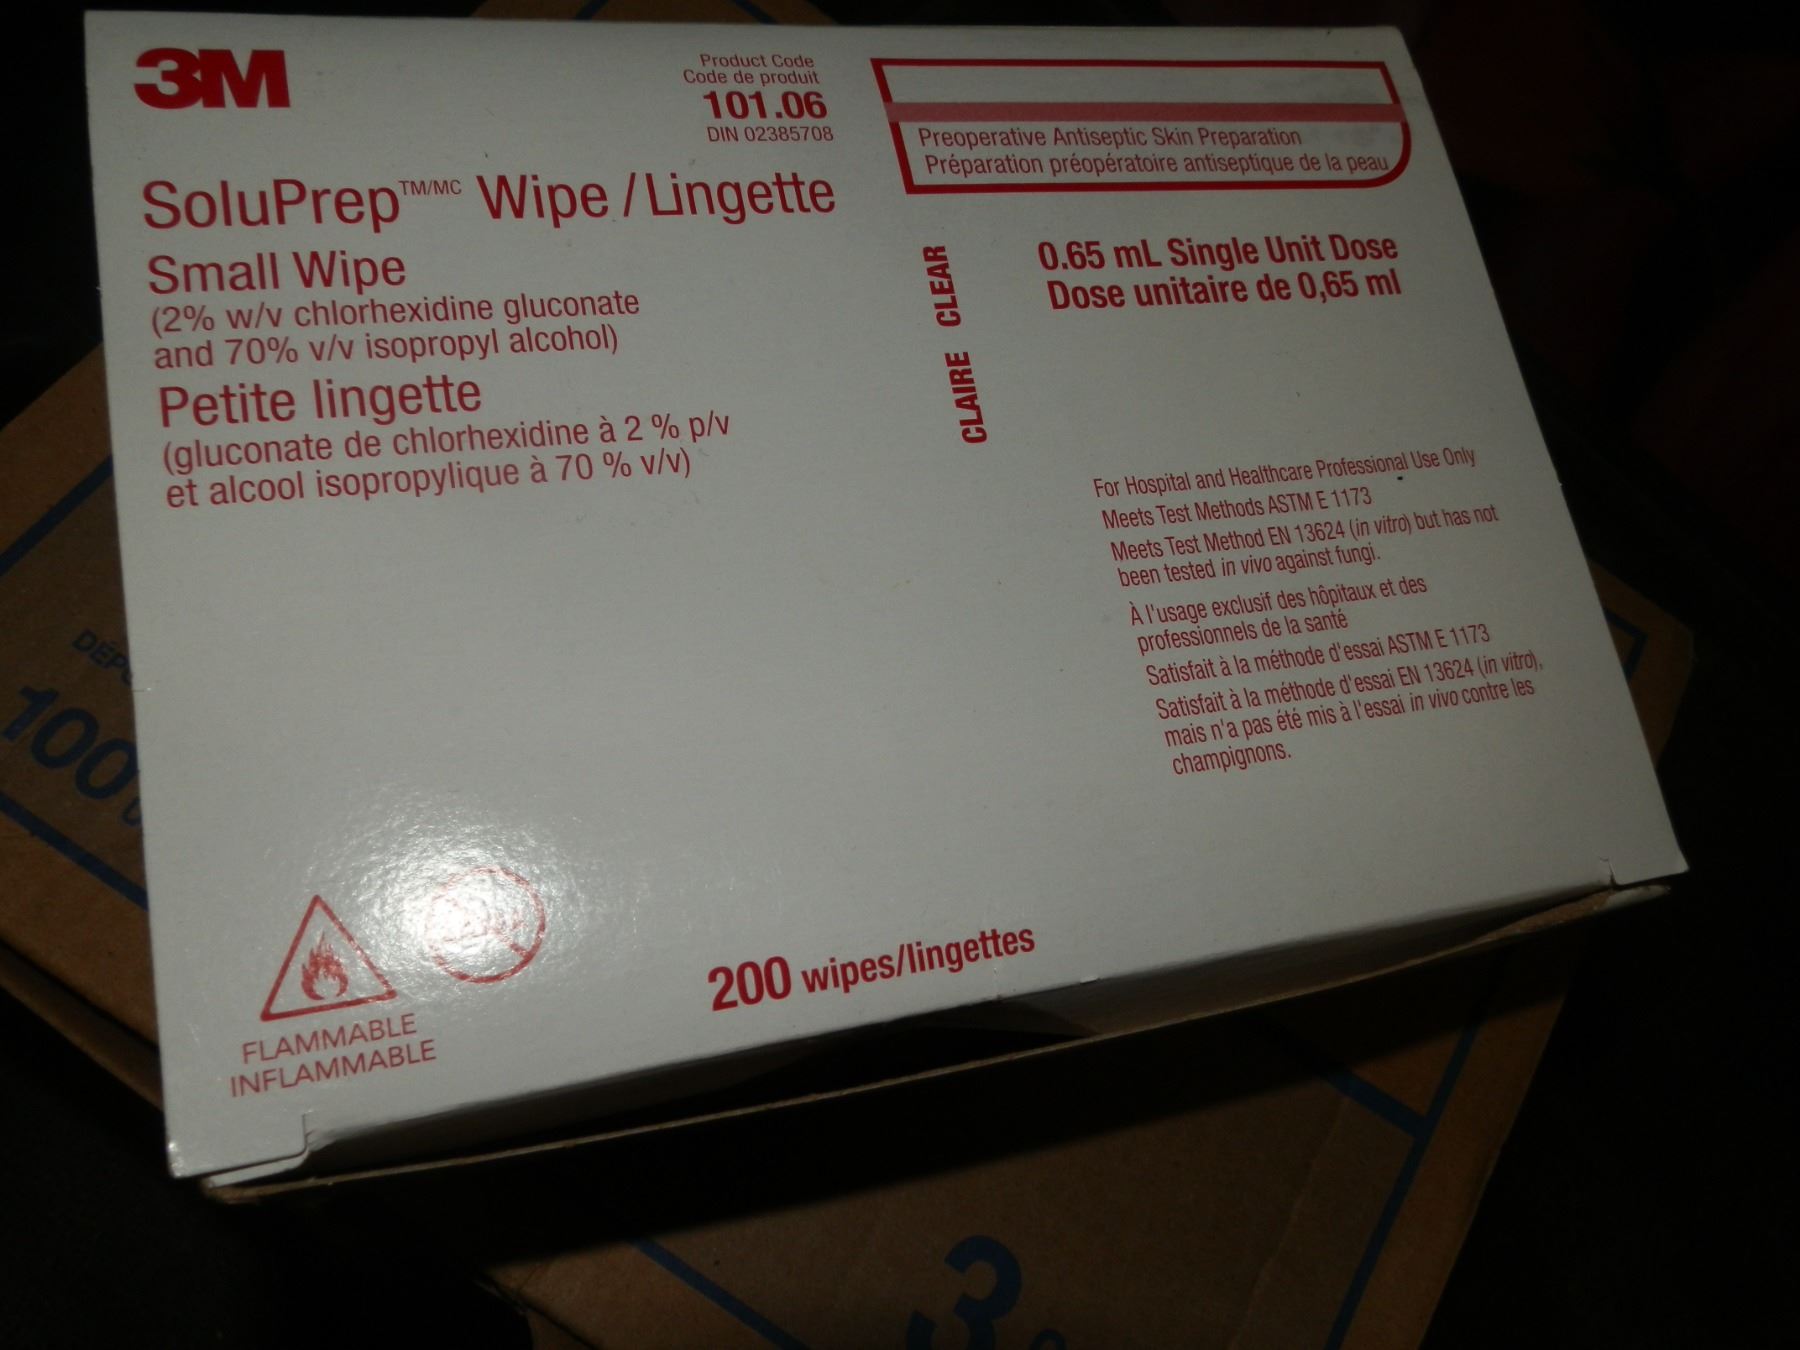 3M
Product Code
Code de produit
101.06
DIN 02385708
Preoperative Antiseptic Skin Preparation
Préparation préopératoire antiseptique de la peau
SoluPrep™/MC Wipe / Lingette
Small Wipe
(2% w/v chlorhexidine gluconate
and 70% v/v isopropyl alcohol)
Petite lingette
(gluconate de chlorhexidine à 2 % p/v
et alcool isopropylique à 70 % v/v)
CLAIRE CLEAR
0.65 mL Single Unit Dose
Dose unitaire de 0,65 ml
For Hospital and Healthcare Professional Use Only
Meets Test Methods ASTM E 1173
Meets Test Method EN 13624 (in vitro) but has not
been tested in vivo against fungi.
À l'usage exclusif des hôpitaux et des
professionnels de la santé
Satisfait à la méthode d'essai ASTM E 1173
Satisfait à la méthode d'essai EN 13624 (in vitro),
mais n'a pas été mis à l'essai in vivo contre les
champignons.
FLAMMABLE
INFLAMMABLE
200 wipes/lingettes
100
3